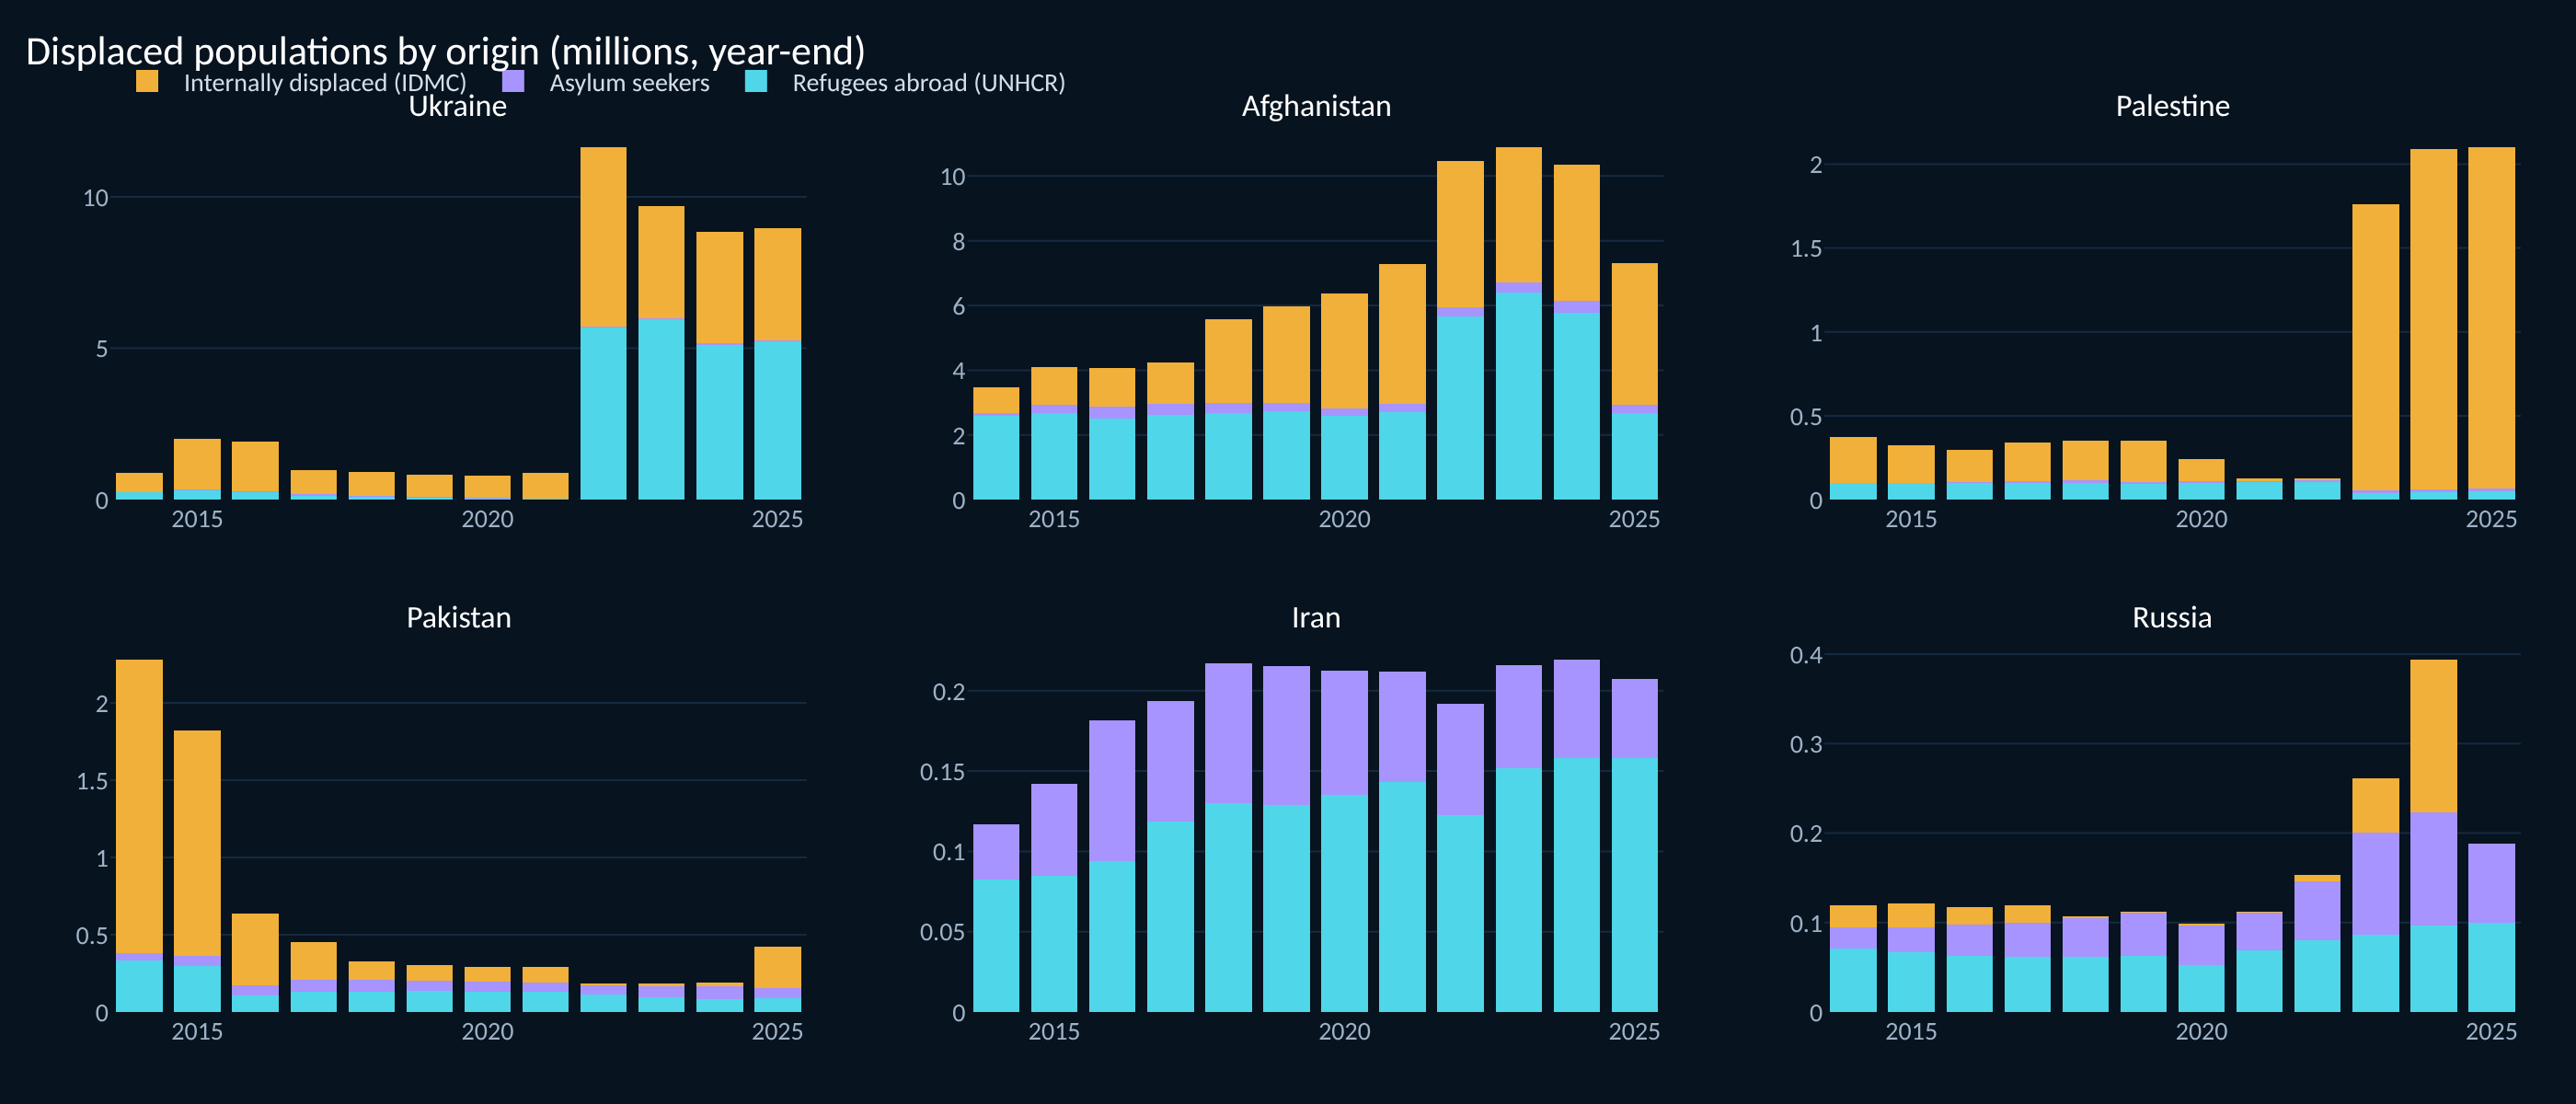 Displaced populations by origin (millions, year-end)
Internally displaced (IDMC) Asylum seekers Refugees abroad (UNHCR)
Ukraine
10
5
0
2015 2020 2025
Afghanistan
10
8
6
4
2
0
2015 2020 2025
Palestine
2
1.5
1
0.5
0
2015 2020 2025
Pakistan
2
1.5
1
0.5
0
2015 2020 2025
Iran
0.2
0.15
0.1
0.05
0
2015 2020 2025
Russia
0.4
0.3
0.2
0.1
0
2015 2020 2025